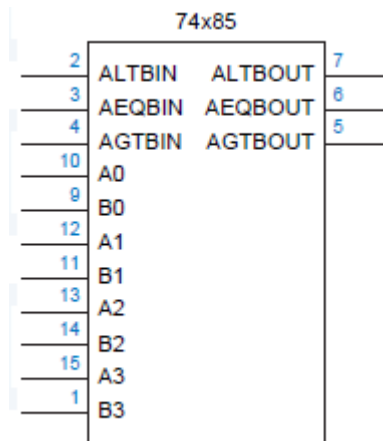 74x85
2 ALTBIN ALTBOUT 7
3 AEQBIN AEQBOUT 6
4 AGTBIN AGTBOUT 5
10 A0
9 B0
12 A1
11 B1
13 A2
14 B2
15 A3
1 B3